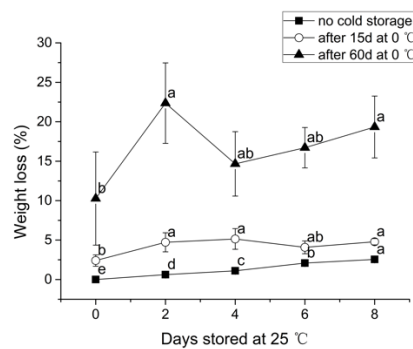 no cold storage
after 15d at 0 ℃
after 60d at 0 ℃
30
25
20
15
10
5
0
Weight loss (%)
b
a
ab
ab
a
b
a
a
ab
a
e
d
c
b
a
0
2
4
6
8
Days stored at 25 ℃